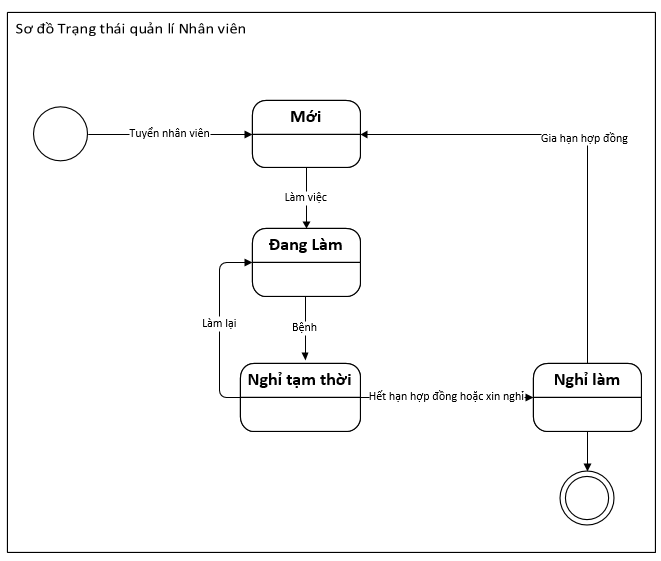 Sơ đồ Trạng thái quản lí Nhân viên
Mới
Tuyển nhân viên
Gia hạn hợp đồng
Làm việc
Đang Làm
Làm lại
Bệnh
Nghỉ tạm thời
Nghỉ làm
Hết hạn hợp đồng hoặc xin nghỉ